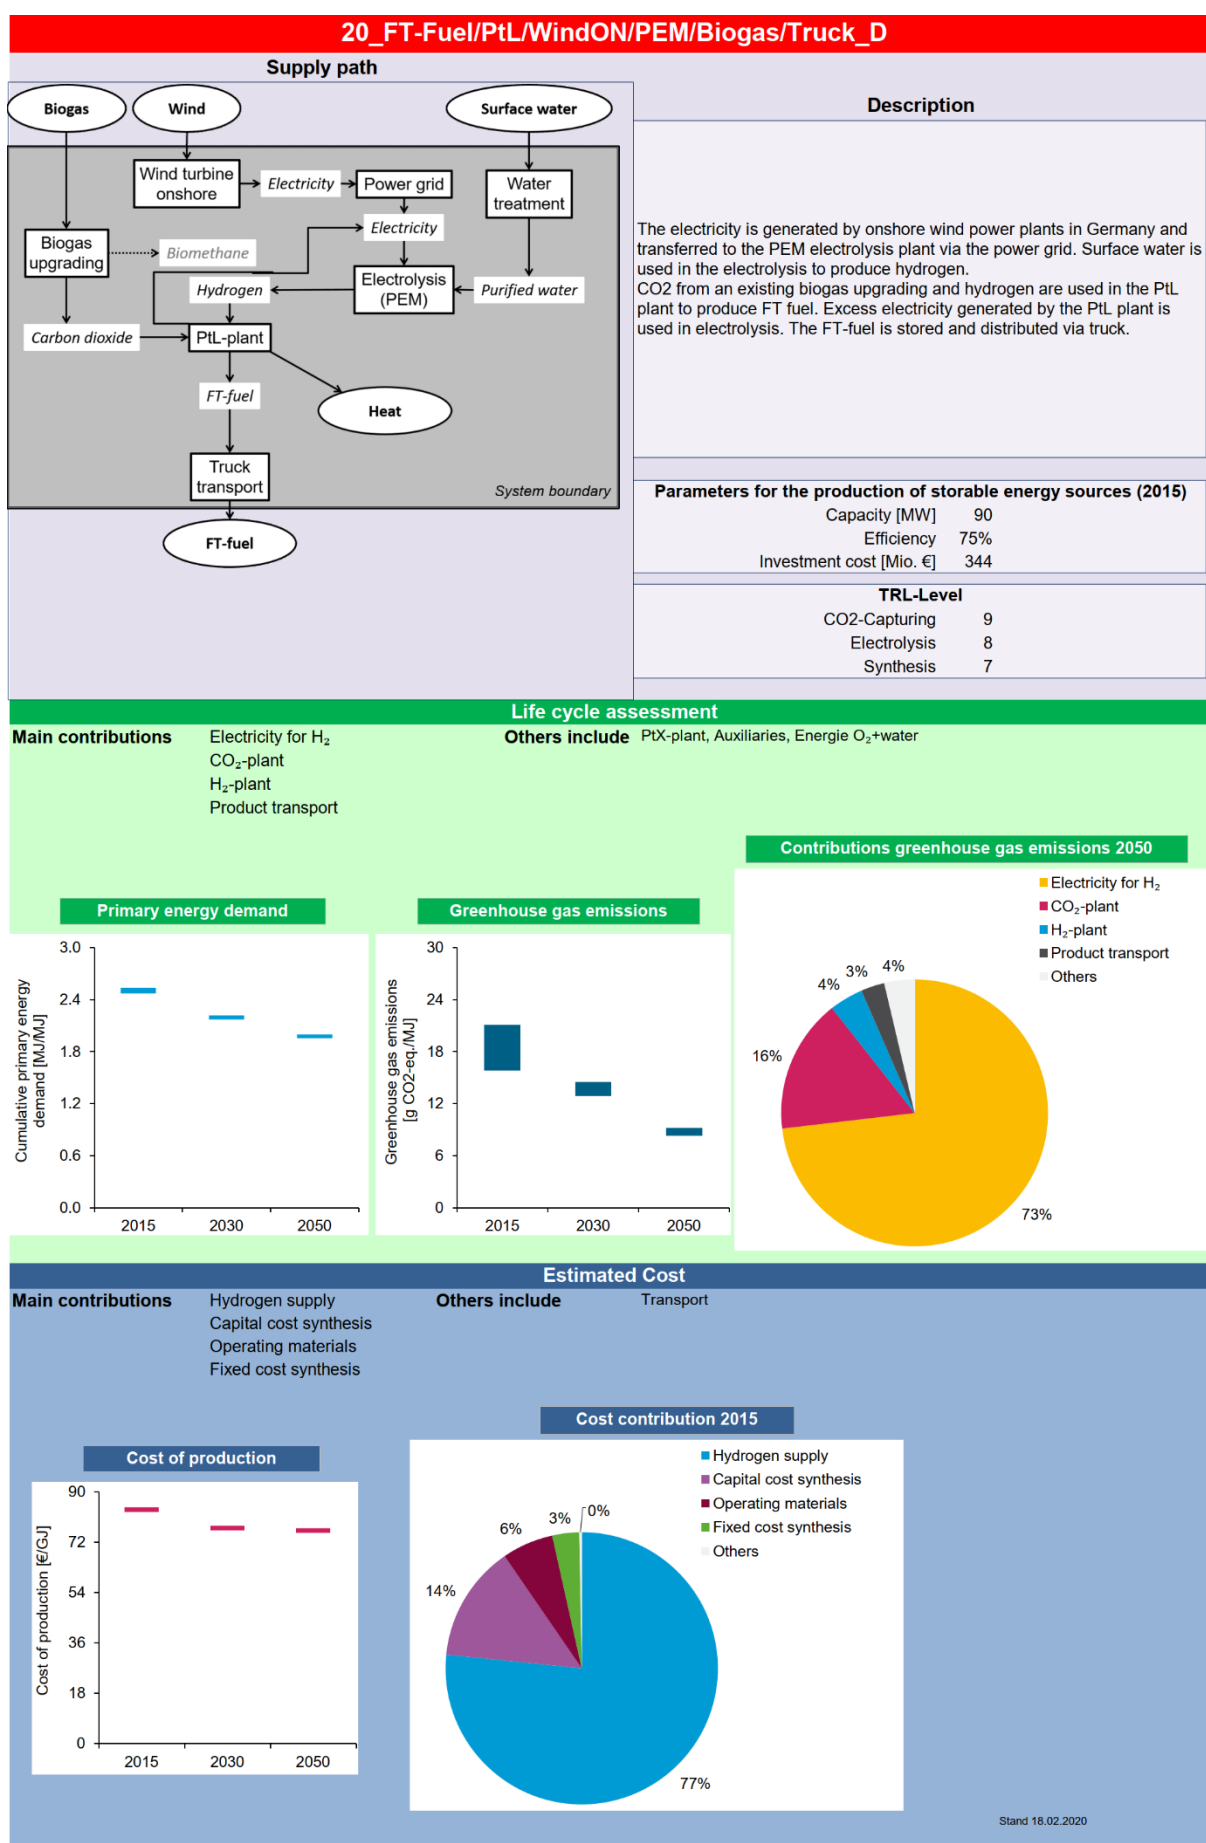 20_FT-Fuel/PtL/WindON/PEM/Biogas/Truck_D
Supply path
Biogas
Wind
Surface water
Wind turbine
onshore
Electricity
Power grid
Water
treatment
Electricity
Biogas
upgrading
Biomethane
Hydrogen
Electrolysis
(PEM)
Purified water
Carbon dioxide
PtL-plant
FT-fuel
Heat
Truck
transport
System boundary
FT-fuel
Description
The electricity is generated by onshore wind power plants in Germany and
transferred to the PEM electrolysis plant via the power grid. Surface water is
used in the electrolysis to produce hydrogen.
CO2 from an existing biogas upgrading and hydrogen are used in the PtL
plant to produce FT fuel. Excess electricity generated by the PtL plant is
used in electrolysis. The FT-fuel is stored and distributed via truck.
Parameters for the production of storable energy sources (2015)
Capacity [MW] 90
Efficiency 75%
Investment cost [Mio. €] 344
TRL-Level
CO2-Capturing 9
Electrolysis 8
Synthesis 7
Life cycle assessment
Main contributions
Electricity for H₂
CO₂-plant
H₂-plant
Product transport
Others include
PtX-plant, Auxiliaries, Energie O₂+water
Primary energy demand
Cumulative primary energy
demand [MJ/MJ]
3.0
2.4
1.8
1.2
0.6
0.0
2015 2030 2050
Greenhouse gas emissions
Greenhouse gas emissions
[g CO2-eq./MJ]
30
24
18
12
6
0
2015 2030 2050
Contributions greenhouse gas emissions 2050
Electricity for H₂
CO₂-plant
H₂-plant
Product transport
Others
4%
3%
4%
16%
73%
Estimated Cost
Main contributions
Hydrogen supply
Capital cost synthesis
Operating materials
Fixed cost synthesis
Others include
Transport
Cost of production
Cost of production [€/GJ]
90
72
54
36
18
0
2015 2030 2050
Cost contribution 2015
Hydrogen supply
Capital cost synthesis
Operating materials
Fixed cost synthesis
Others
0%
3%
6%
14%
77%
Stand 18.02.2020